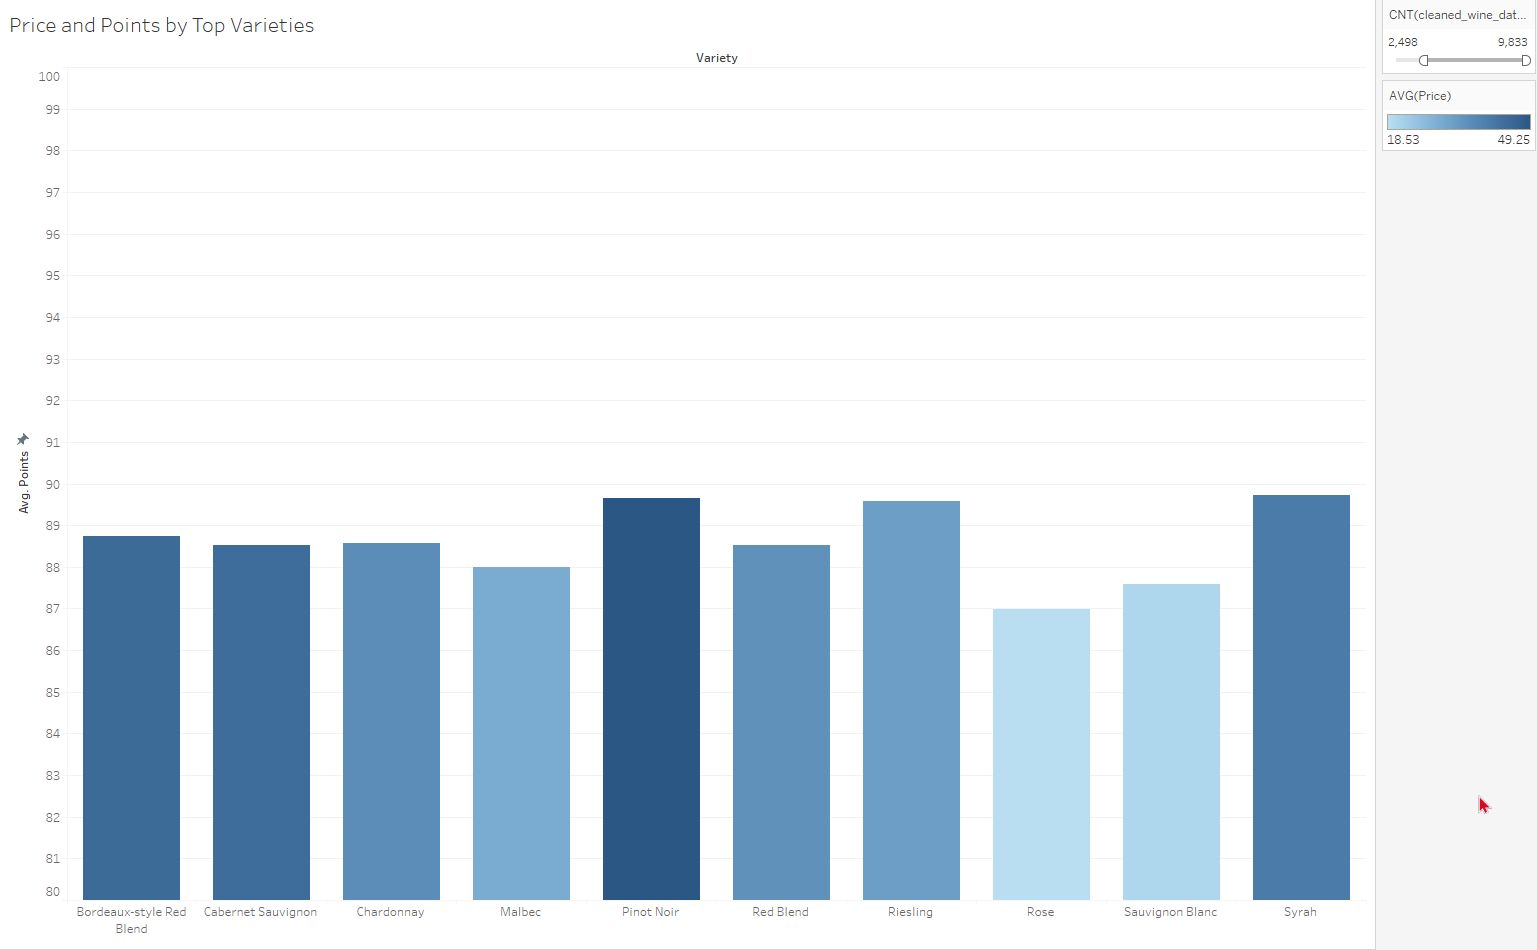 Price and Points by Top Varieties
Variety
100
99
98
97
96
95
94
93
92
91
90
89
88
87
86
85
84
83
82
81
80
Avg. Points
Bordeaux-style Red
Blend
Cabernet Sauvignon
Chardonnay
Malbec
Pinot Noir
Red Blend
Riesling
Rose
Sauvignon Blanc
Syrah
CNT(cleaned_wine_dat...
2,498 9,833
AVG(Price)
18.53 49.25